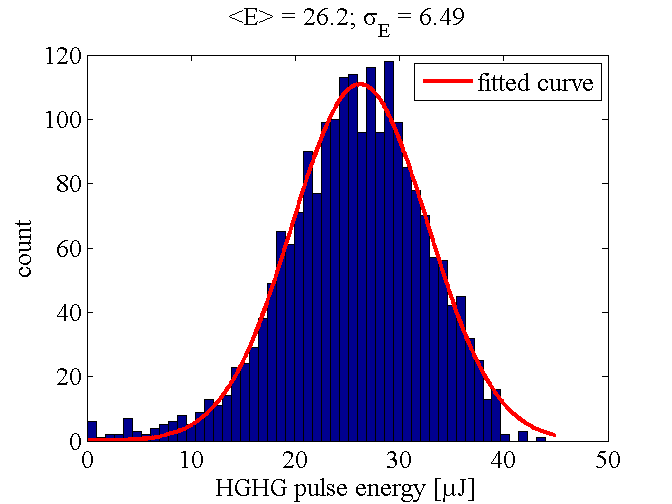 <E> = 26.2; σE = 6.49
120
fitted curve
100
80
60
40
20
0
count
0 10 20 30 40 50
HGHG pulse energy [µJ]